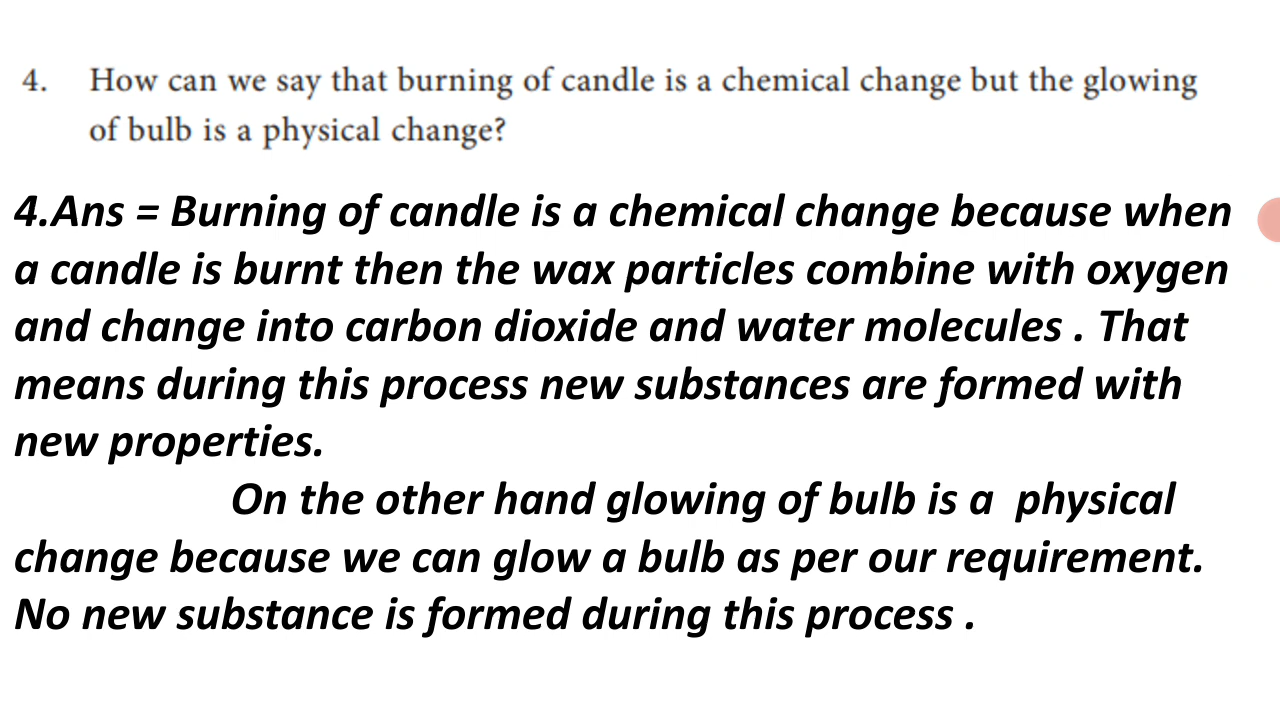 4. How can we say that burning of candle is a chemical change but the glowing
of bulb is a physical change?
4.Ans = Burning of candle is a chemical change because when
a candle is burnt then the wax particles combine with oxygen
and change into carbon dioxide and water molecules . That
means during this process new substances are formed with
new properties.
On the other hand glowing of bulb is a  physical
change because we can glow a bulb as per our requirement.
No new substance is formed during this process .